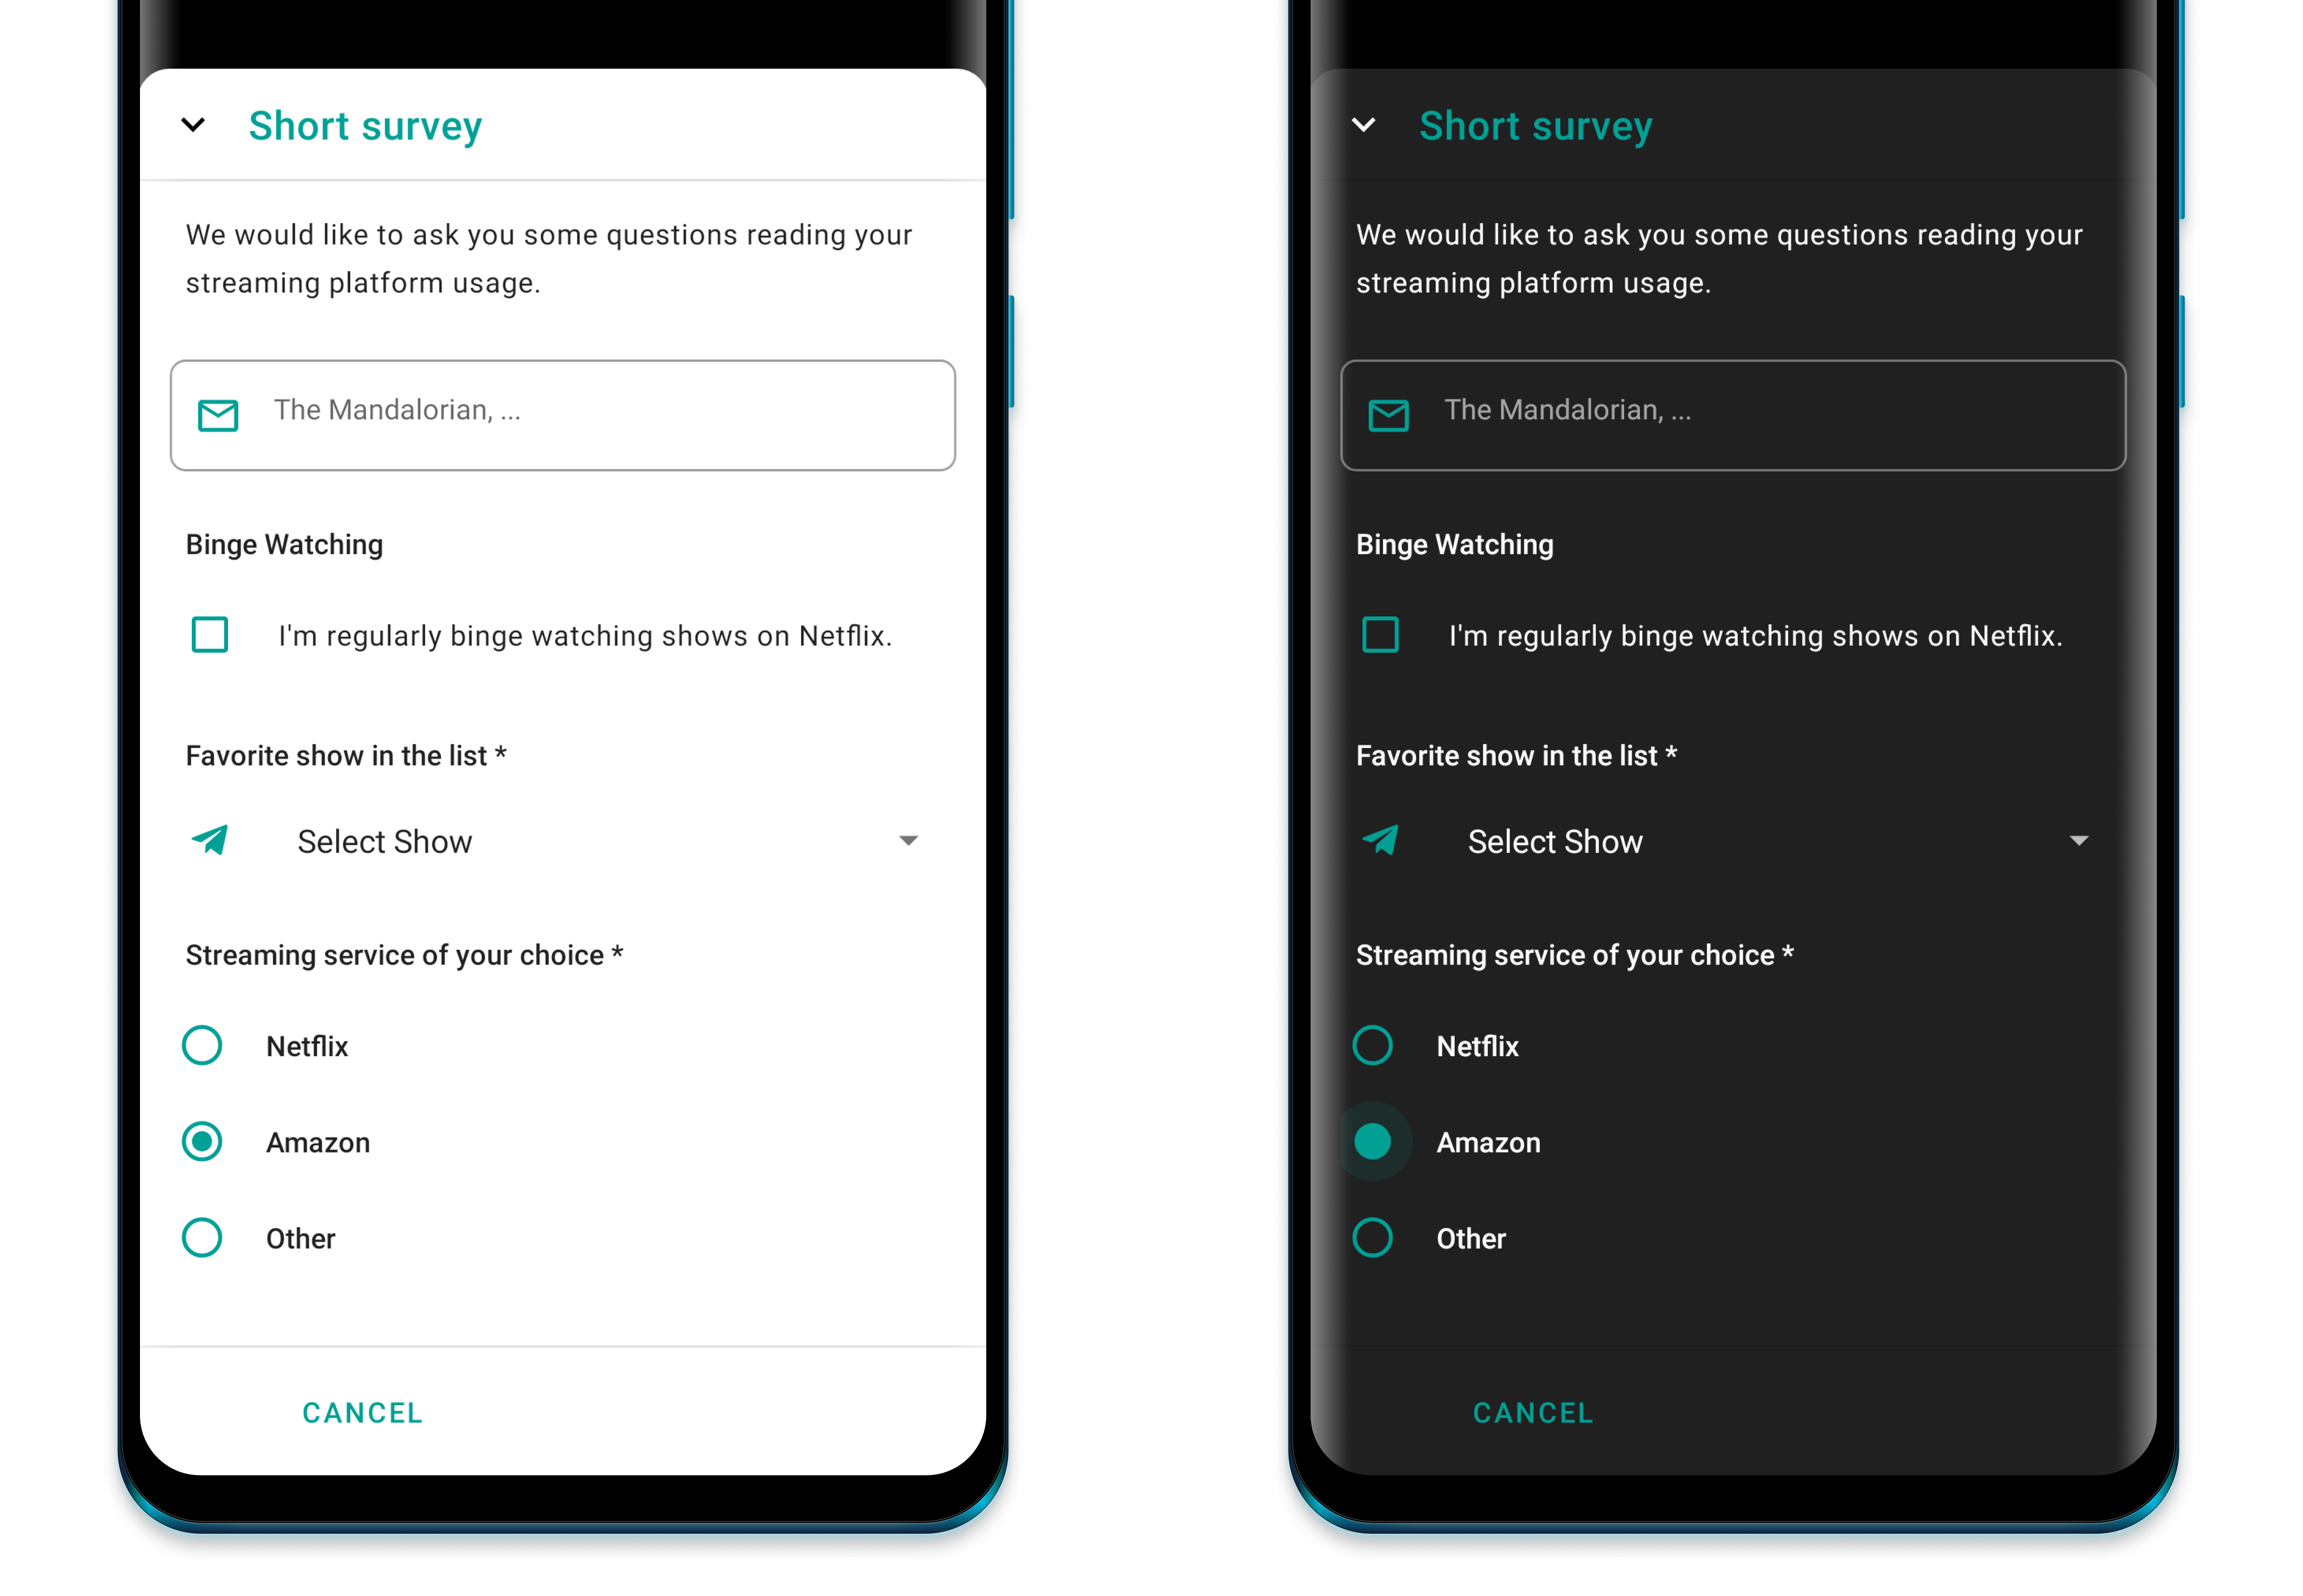 Short survey
We would like to ask you some questions reading your
streaming platform usage.
The Mandalorian, ...
Binge Watching
I'm regularly binge watching shows on Netflix.
Favorite show in the list *
Select Show
Streaming service of your choice *
Netflix
Amazon
Other
CANCEL
Short survey
We would like to ask you some questions reading your
streaming platform usage.
The Mandalorian, ...
Binge Watching
I'm regularly binge watching shows on Netflix.
Favorite show in the list *
Select Show
Streaming service of your choice *
Netflix
Amazon
Other
CANCEL